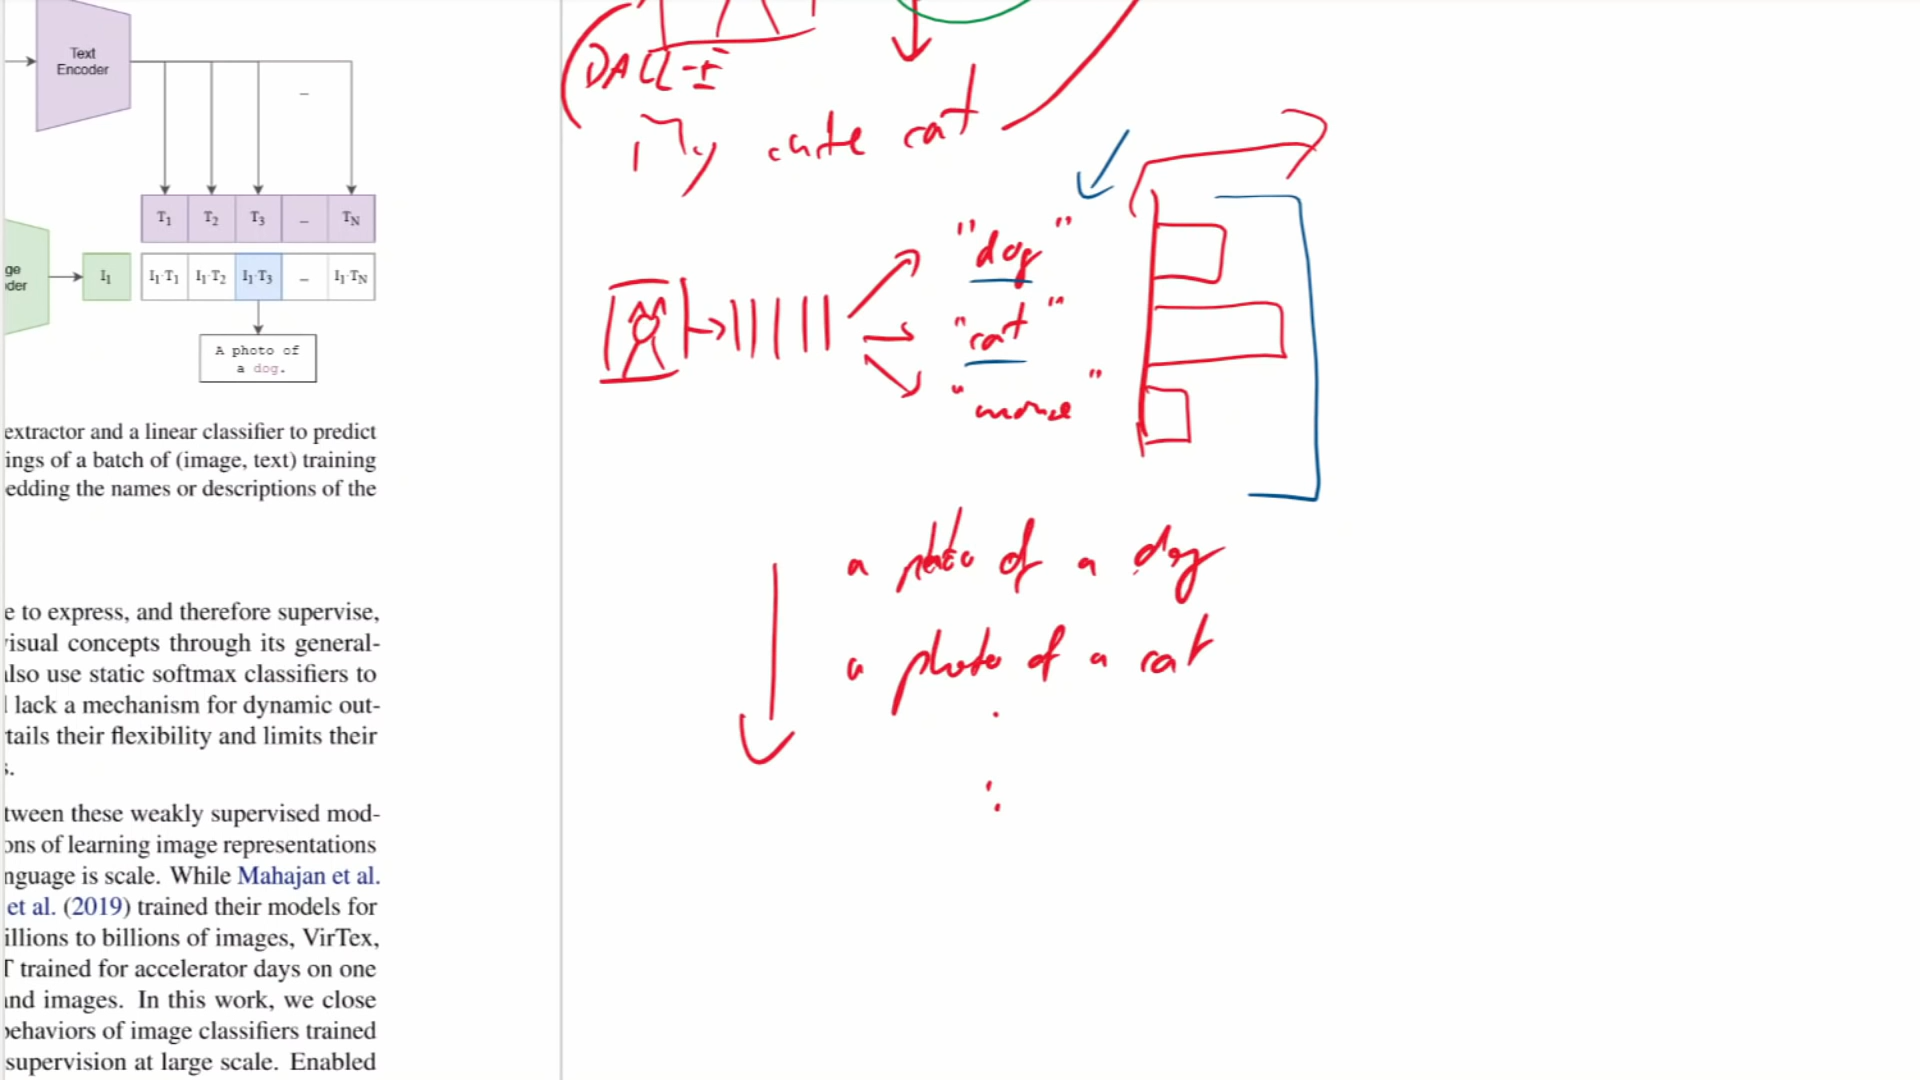 Text
Encoder
T1 T2 T3 – TN
ge
der
I1 I1·T1 I1·T2 I1·T3 – I1·TN
A photo of
a dog.
extractor and a linear classifier to predict
ings of a batch of (image, text) training
edding the names or descriptions of the
e to express, and therefore supervise,
visual concepts through its general-
also use static softmax classifiers to
lack a mechanism for dynamic out-
tails their flexibility and limits their
s.
tween these weakly supervised mod-
ons of learning image representations
nguage is scale. While Mahajan et al.
et al. (2019) trained their models for
illions to billions of images, VirTex,
T trained for accelerator days on one
and images. In this work, we close
behaviors of image classifiers trained
supervision at large scale. Enabled
DALL-E
My cute cat
"dog"
"cat"
"mouse"
a photo of a dog
a photo of a cat